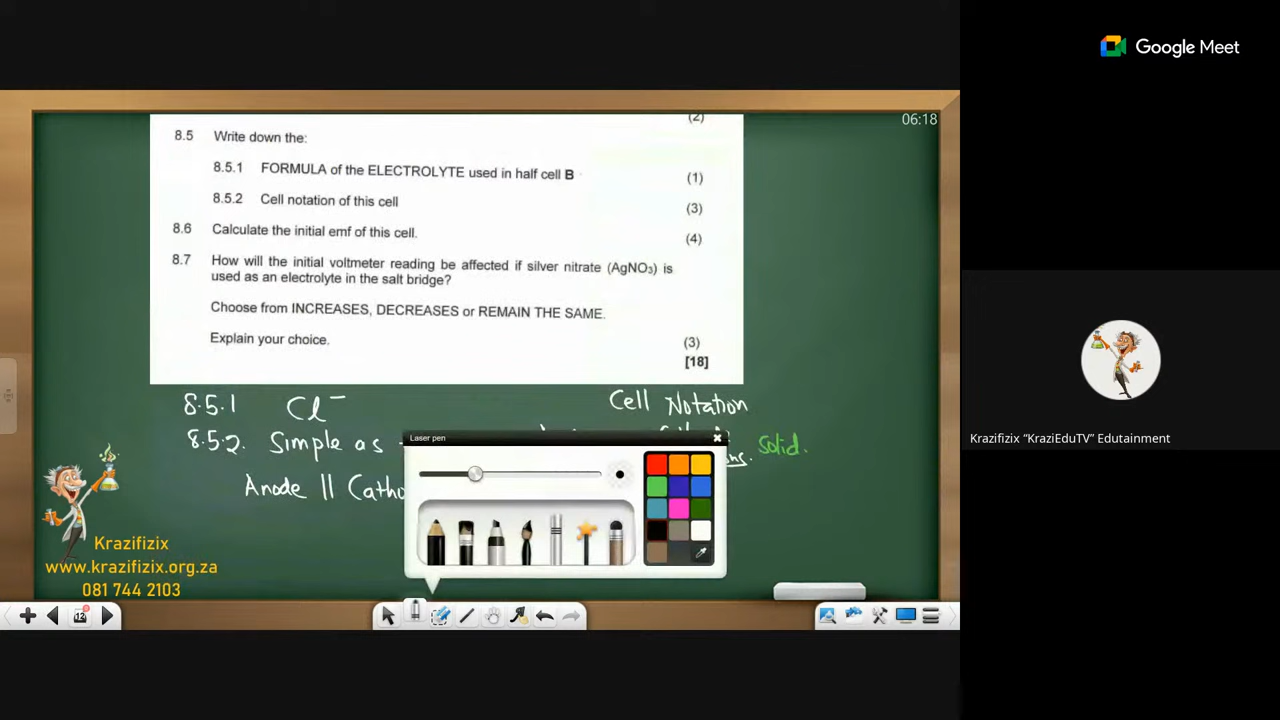 Google Meet
06:18
(2)
8.5 Write down the:
8.5.1 FORMULA of the ELECTROLYTE used in half cell B (1)
8.5.2 Cell notation of this cell (3)
8.6 Calculate the initial emf of this cell. (4)
8.7 How will the initial voltmeter reading be affected if silver nitrate (AgNO₃) is
used as an electrolyte in the salt bridge?
Choose from INCREASES, DECREASES or REMAIN THE SAME.
Explain your choice. (3)
[18]
8.5.1 Cl⁻ Cell Notation
8.5.2. Simple as solid.
Anode || Catho
Laser pen
Krazifizix
www.krazifizix.org.za
081 744 2103
12
Krazifizix “KraziEduTV” Edutainment